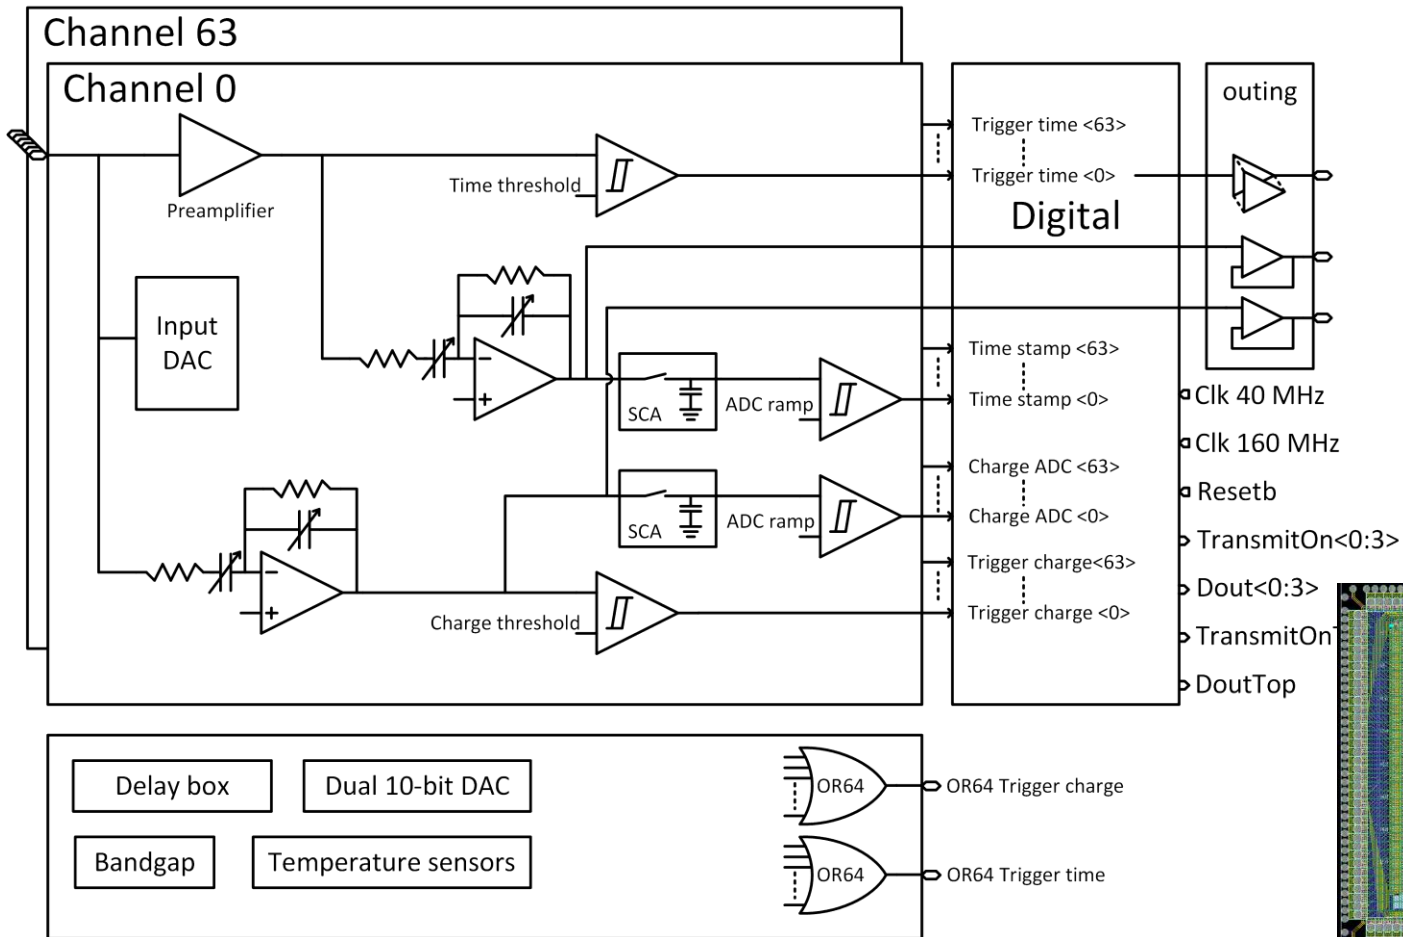 Channel 63
Channel 0
outing
Trigger time <63>
Time threshold
Trigger time <0>
Preamplifier
Digital
Input
DAC
−
+
SCA
ADC ramp
Time stamp <63>
Time stamp <0>
Clk 40 MHz
Clk 160 MHz
Charge ADC <63>
SCA
ADC ramp
Charge ADC <0>
Resetb
TransmitOn<0:3>
−
+
Trigger charge<63>
Charge threshold
Trigger charge <0>
Dout<0:3>
TransmitOn
DoutTop
Delay box
Dual 10-bit DAC
OR64
OR64 Trigger charge
Bandgap
Temperature sensors
OR64
OR64 Trigger time